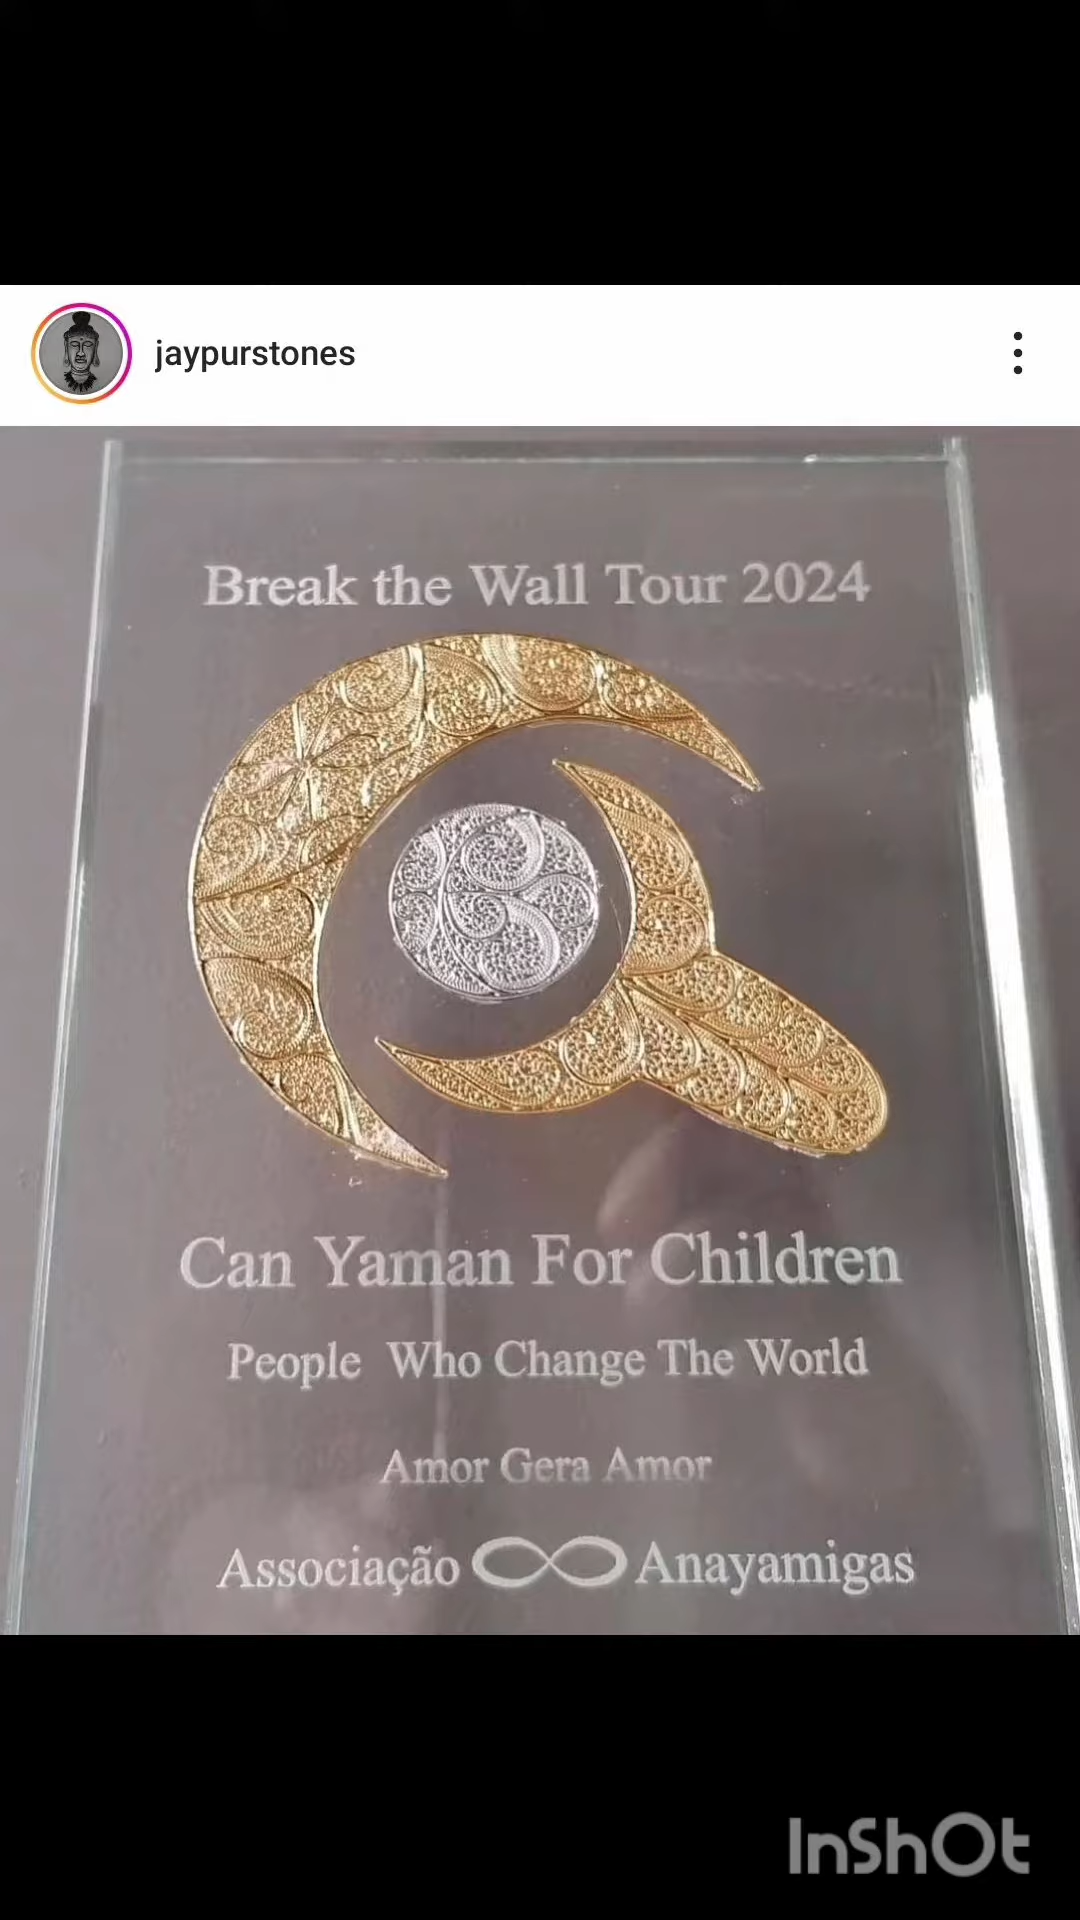 jaypurstones
Break the Wall Tour 2024
Can Yaman For Children
People Who Change The World
Amor Gera Amor
Associação Anayamigas
InShOt